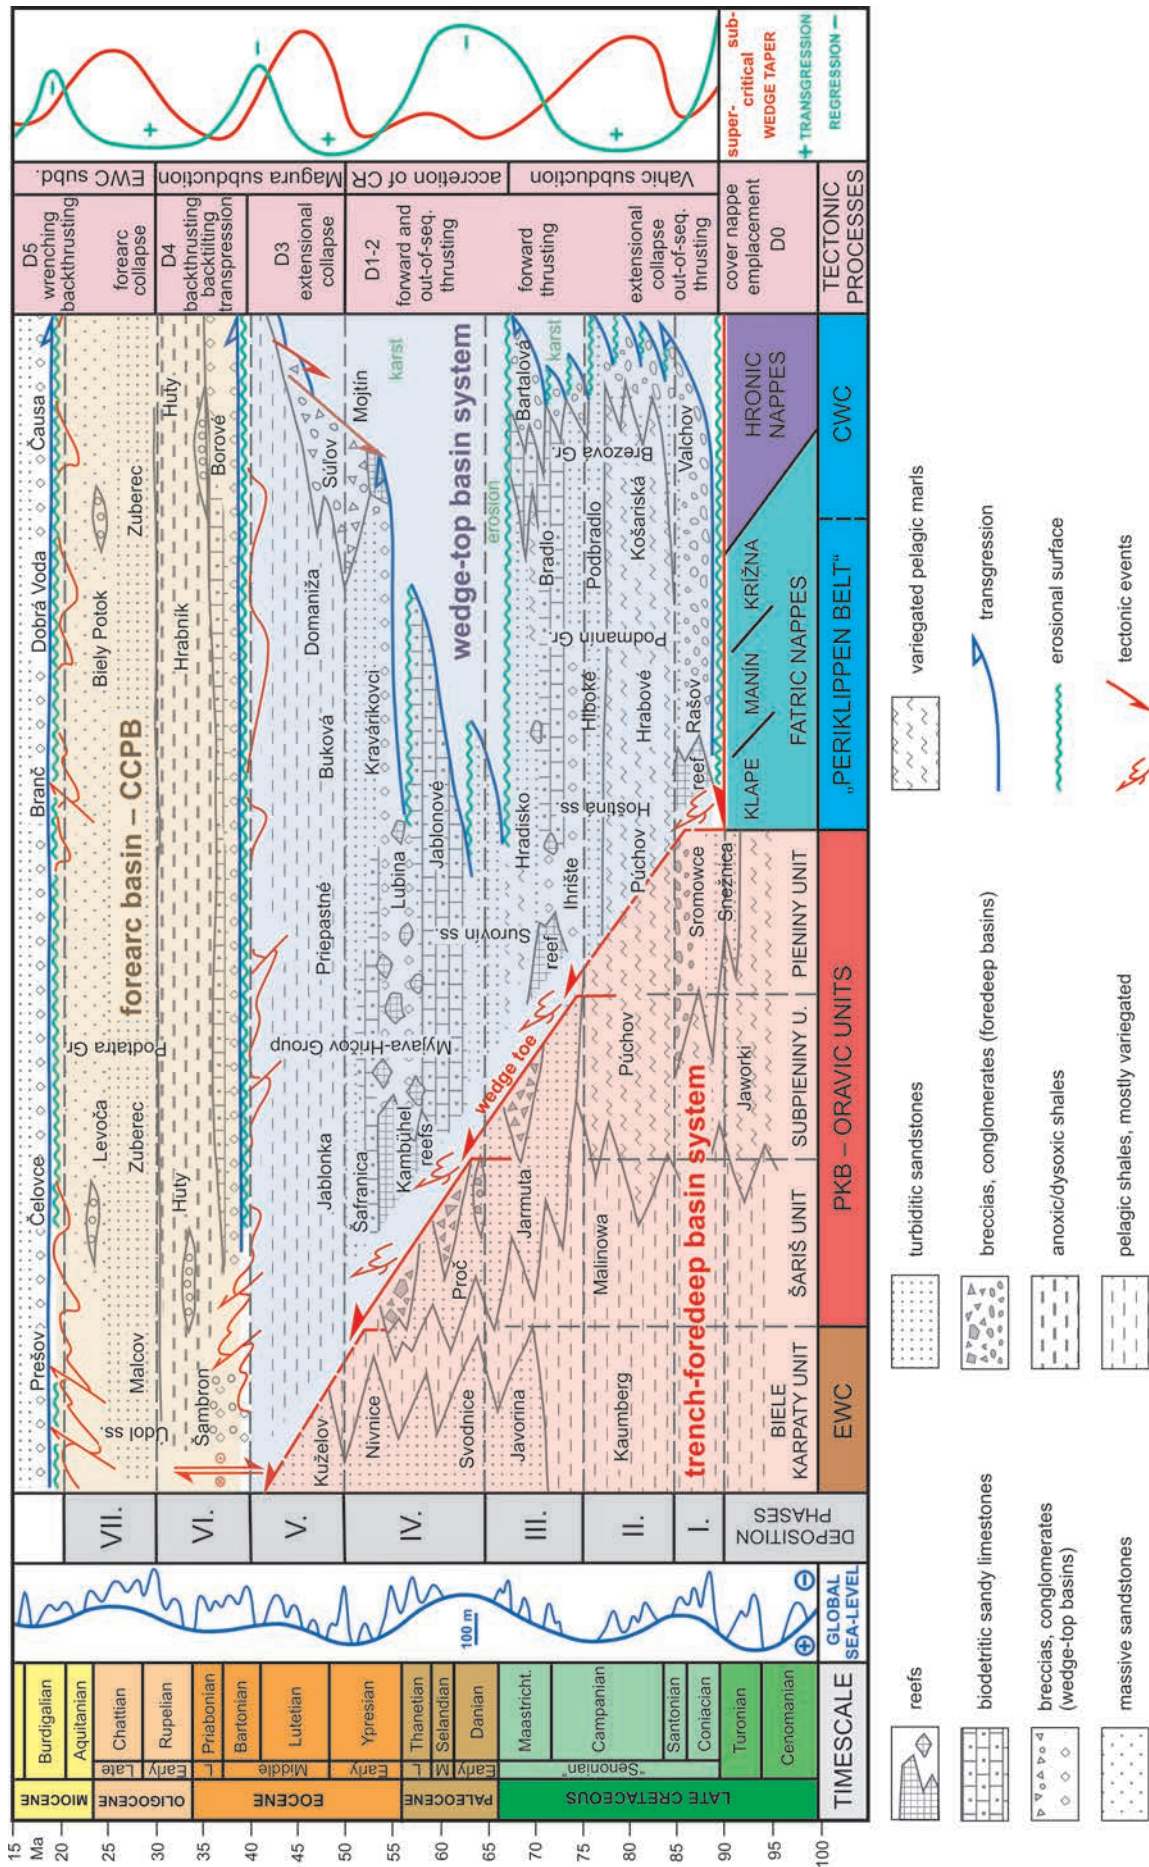 15
Ma
20
25
30
35
40
45
50
55
60
65
70
75
80
85
90
95
100
MIOCENE
OLIGOCENE
EOCENE
PALEOCENE
LATE CRETACEOUS
Late
Early
L
Middle
Early
L
M
Early
"Senonian"
Burdigalian
Aquitanian
Chattian
Rupelian
Priabonian
Bartonian
Lutetian
Ypresian
Thanetian
Selandian
Danian
Maastricht.
Campanian
Santonian
Coniacian
Turonian
Cenomanian
TIMESCALE
100 m
GLOBAL
SEA-LEVEL
VII.
VI.
V.
IV.
III.
II.
I.
DEPOSITION
PHASES
Prešov
Čelovce
Branč
Dobrá Voda
Čausa
Údol ss.
Malcov
Zuberec
Levoča
Podtatra Gr
forearc basin – CCPB
Biely Potok
Zuberec
Šambron
Huty
Hrabník
Borové
Huty
Kuželov
Jablonka
Priepastné
Buková
Domaniža
Súľov
Mojtín
Nivnice
Šafranica
Kambühel
reefs
Myjava-Hričov Group
Lubina
Kravárikovci
karst
Svodnice
Proč
Jablonové
wedge-top basin system
wedge toe
Surovín ss.
erosion
Javorina
Jarmuta
reef
Ihrište
Hradisko
Bradlo
Bartalová
karst
Brezová Gr
Hoština ss.
Hlboké
Podbradlo
Podmanín Gr
Kaumberg
Malinowa
Púchov
Púchov
Hrabové
Košariská
trench-foredeep basin system
Jaworki
Sromowce
Snežnica
reef
Rašov
Valchov
BIELE
KARPATY UNIT
ŠARIŠ UNIT
SUBPIENINY U.
PIENINY UNIT
KLAPE
MANÍN
KRÍŽNA
FATRIC NAPPES
HRONIC
NAPPES
EWC
PKB – ORAVIC UNITS
„PERIKLIPPEN BELT“
CWC
D5
wrenching
backthrusting
forearc
collapse
D4
backthrusting
backtilting
transpression
D3
extensional
collapse
D1-2
forward and
out-of-seq.
thrusting
forward
thrusting
extensional
collapse
out-of-seq.
thrusting
cover nappe
emplacement
D0
EWC subd.
Magura subduction
accretion of CR
Vahic subduction
TECTONIC
PROCESSES
super- sub-
critical
WEDGE TAPER
+ TRANSGRESSION
REGRESSION –
reefs
biodetritic sandy limestones
breccias, conglomerates
(wedge-top basins)
massive sandstones
turbiditic sandstones
breccias, conglomerates (foredeep basins)
anoxic/dysoxic shales
pelagic shales, mostly variegated
variegated pelagic marls
transgression
erosional surface
tectonic events